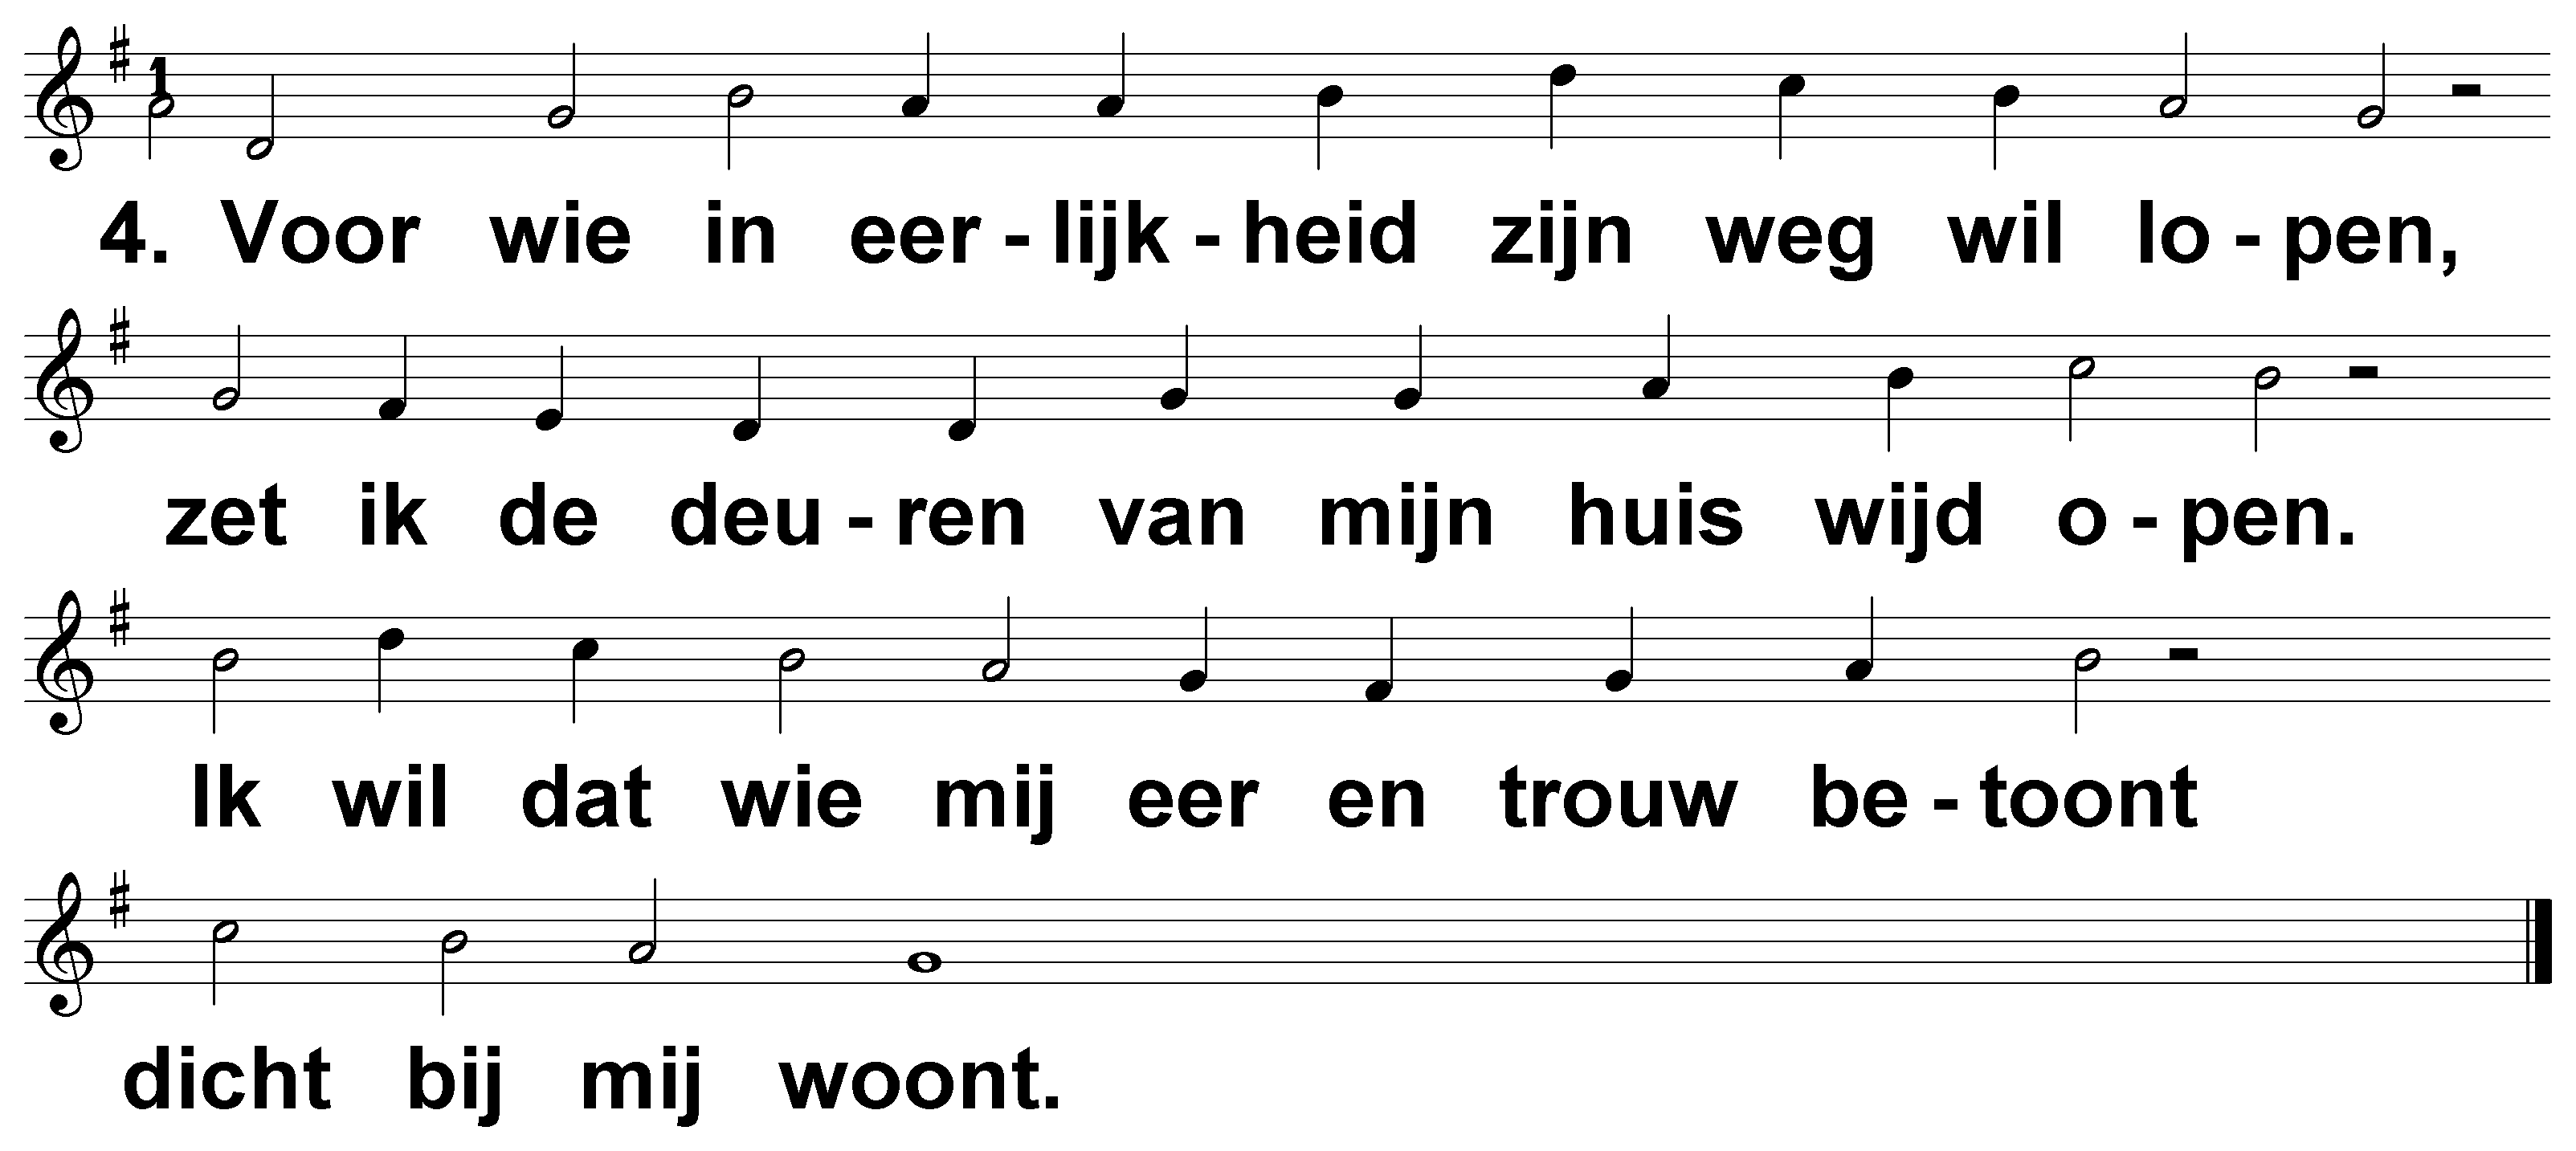 1
4. Voor wie in eer - lijk - heid zijn weg wil lo - pen,
zet ik de deu - ren van mijn huis wijd o - pen.
Ik wil dat wie mij eer en trouw be - toont
dicht bij mij woont.